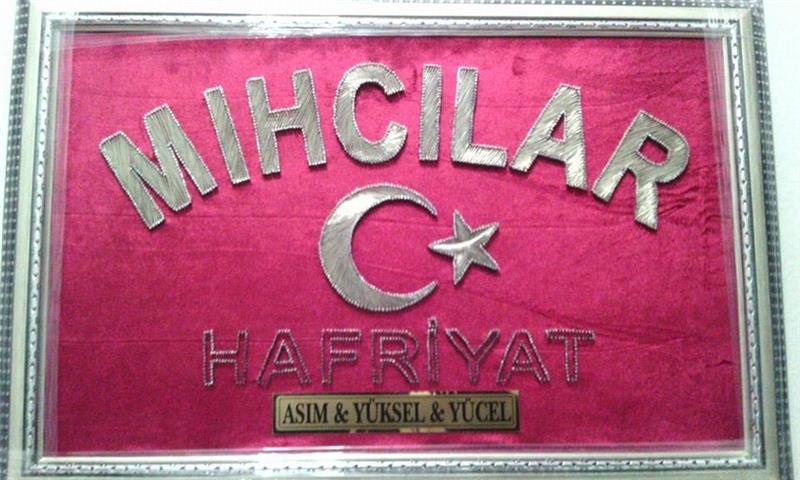 MIHCILAR
HAFRİYAT
ASIM & YÜKSEL & YÜCEL